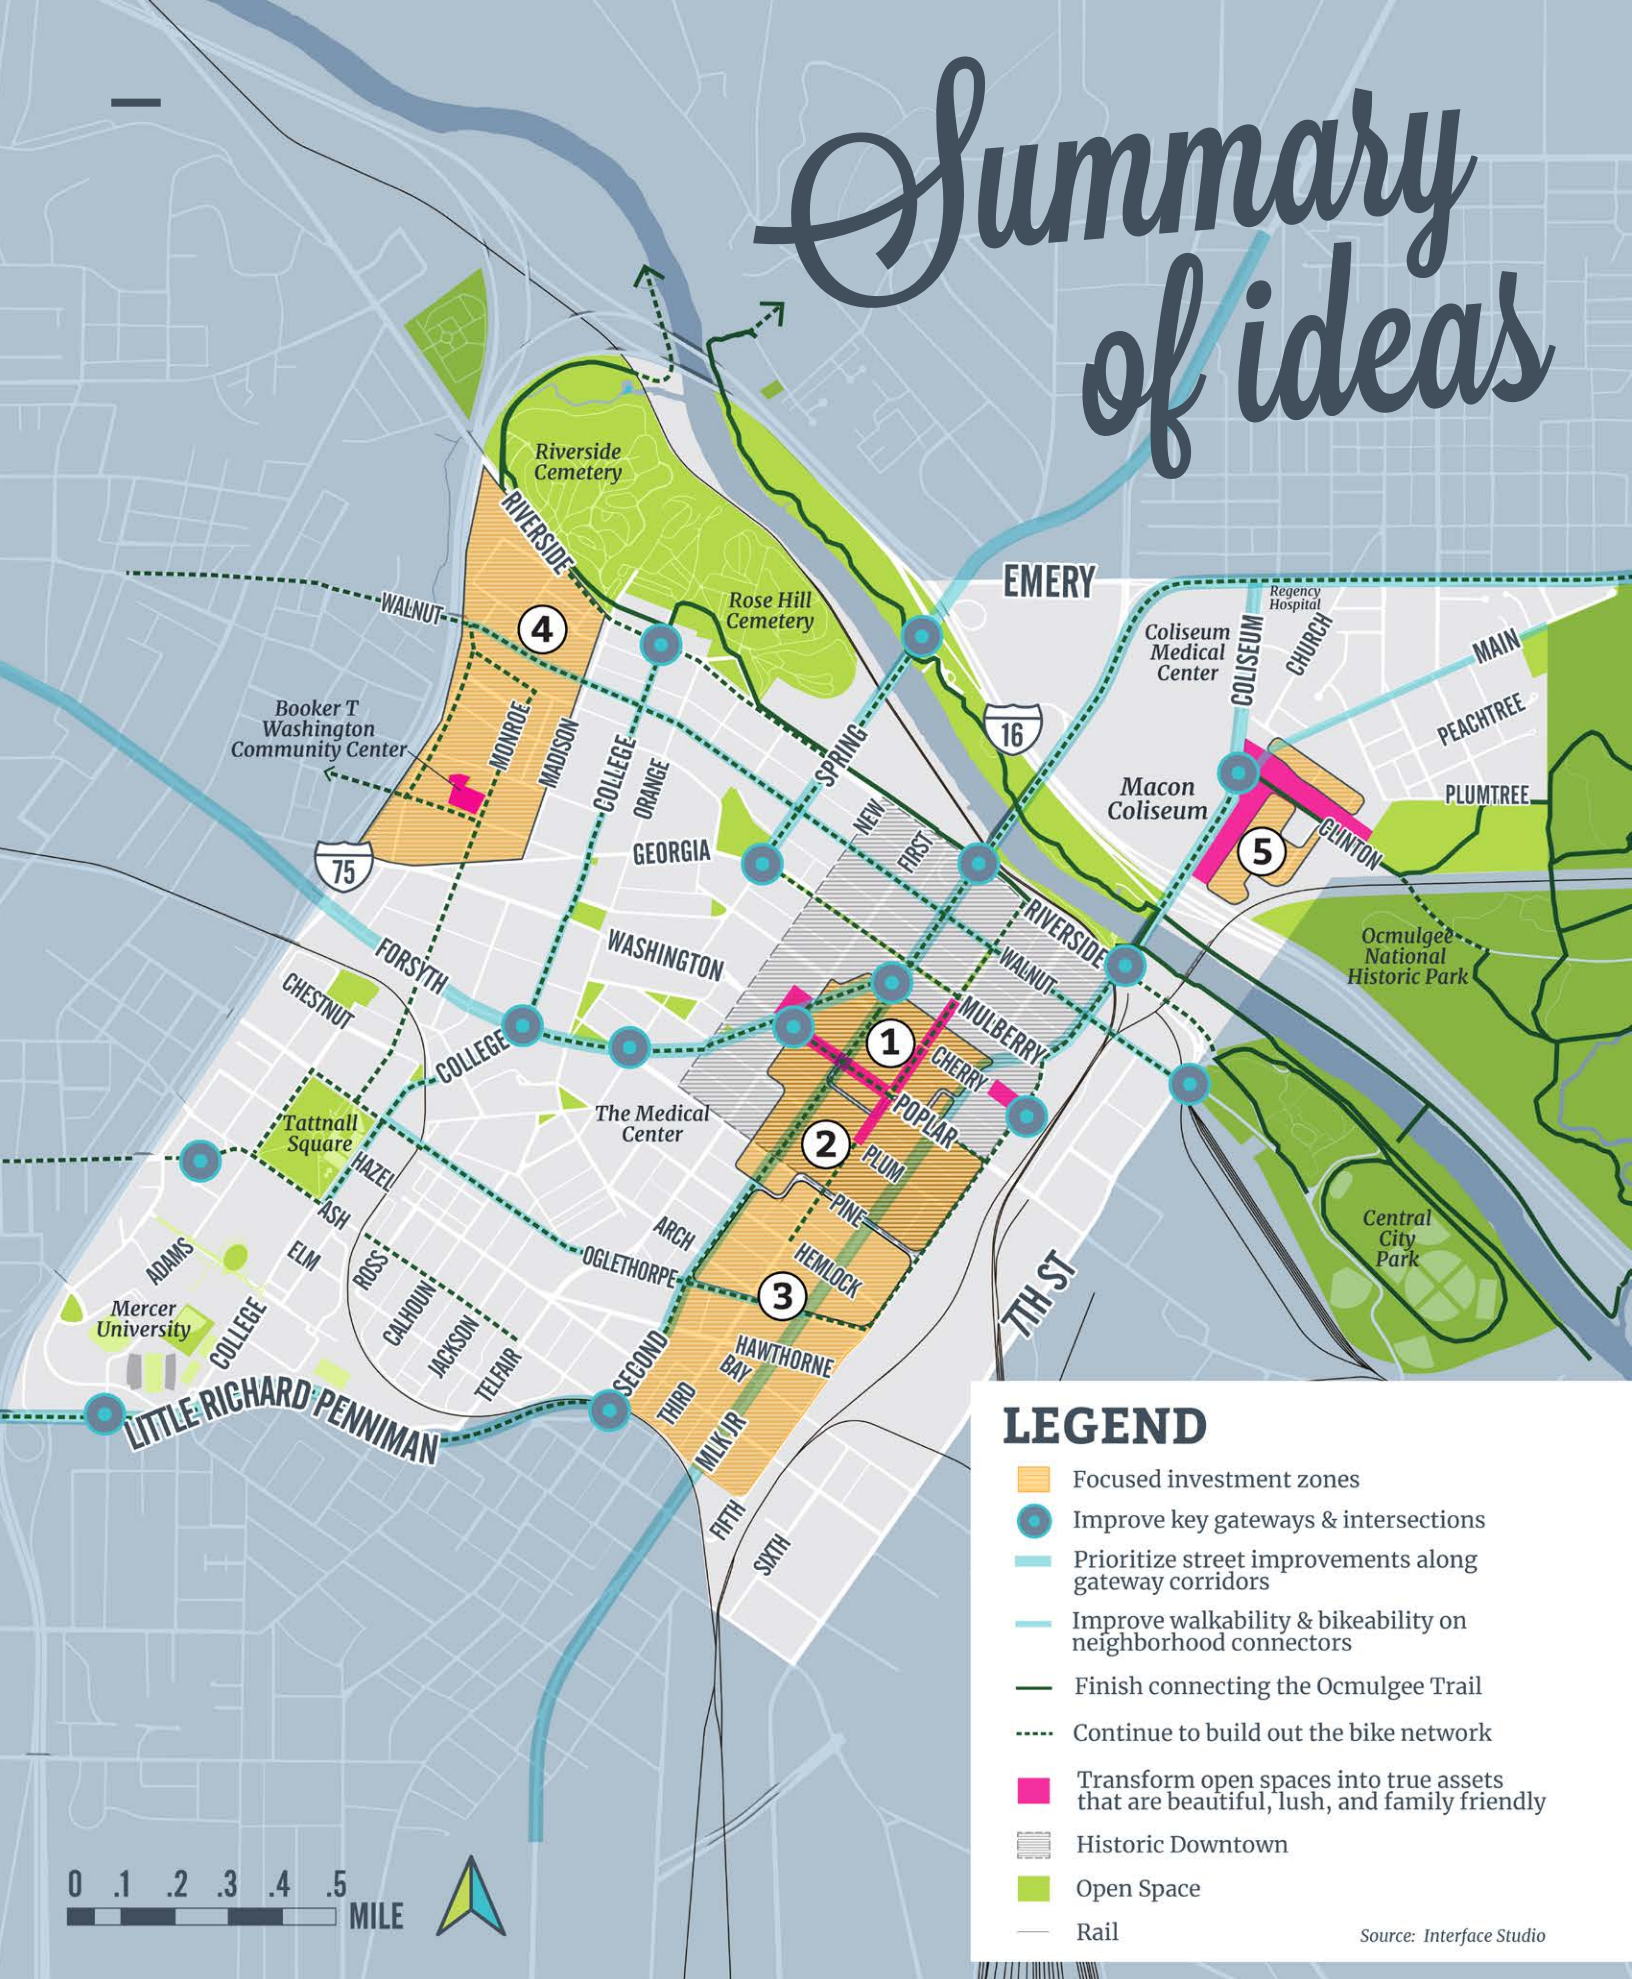 Summary
of ideas
Riverside
Cemetery
RIVERSIDE
Rose Hill
Cemetery
EMERY
Regency
Hospital
WALNUT
4
Coliseum
Medical
Center
COLISEUM
CHURCH
MAIN
PEACHTREE
Booker T
Washington
Community Center
MONROE
MADISON
COLLEGE
ORANGE
SPRING
16
Macon
Coliseum
PLUMTREE
NEW
FIRST
GEORGIA
75
5
CLINTON
RIVERSIDE
WALNUT
WASHINGTON
FORSYTH
CHESTNUT
Ocmulgee
National
Historic Park
MULBERRY
1
CHERRY
COLLEGE
POPLAR
The Medical
Center
Tattnall
Square
2
PLUM
HAZEL
ASH
PINE
ARCH
ADAMS
ELM
ROSS
OGLETHORPE
HEMLOCK
3
Central
City
Park
7TH ST
Mercer
University
COLLEGE
CALHOUN
JACKSON
TELFAIR
SECOND
HAWTHORNE
BAY
THIRD
MLK JR
LITTLE RICHARD PENNIMAN
FIFTH
SIXTH
LEGEND
Focused investment zones
Improve key gateways & intersections
Prioritize street improvements along
gateway corridors
Improve walkability & bikeability on
neighborhood connectors
Finish connecting the Ocmulgee Trail
Continue to build out the bike network
Transform open spaces into true assets
that are beautiful, lush, and family friendly
Historic Downtown
Open Space
Rail
Source: Interface Studio
0 .1 .2 .3 .4 .5
MILE